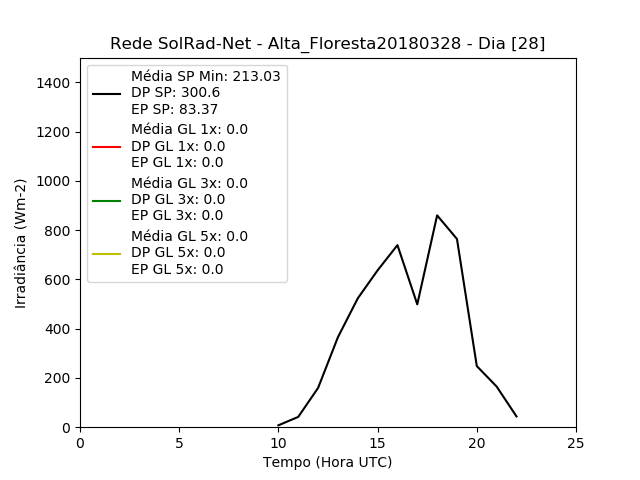 Rede SolRad-Net - Alta_Floresta20180328 - Dia [28]
Média SP Min: 213.03
DP SP: 300.6
EP SP: 83.37
Média GL 1x: 0.0
DP GL 1x: 0.0
EP GL 1x: 0.0
Média GL 3x: 0.0
DP GL 3x: 0.0
EP GL 3x: 0.0
Média GL 5x: 0.0
DP GL 5x: 0.0
EP GL 5x: 0.0
Irradiância (Wm-2)
1400
1200
1000
800
600
400
200
0
0 5 10 15 20 25
Tempo (Hora UTC)